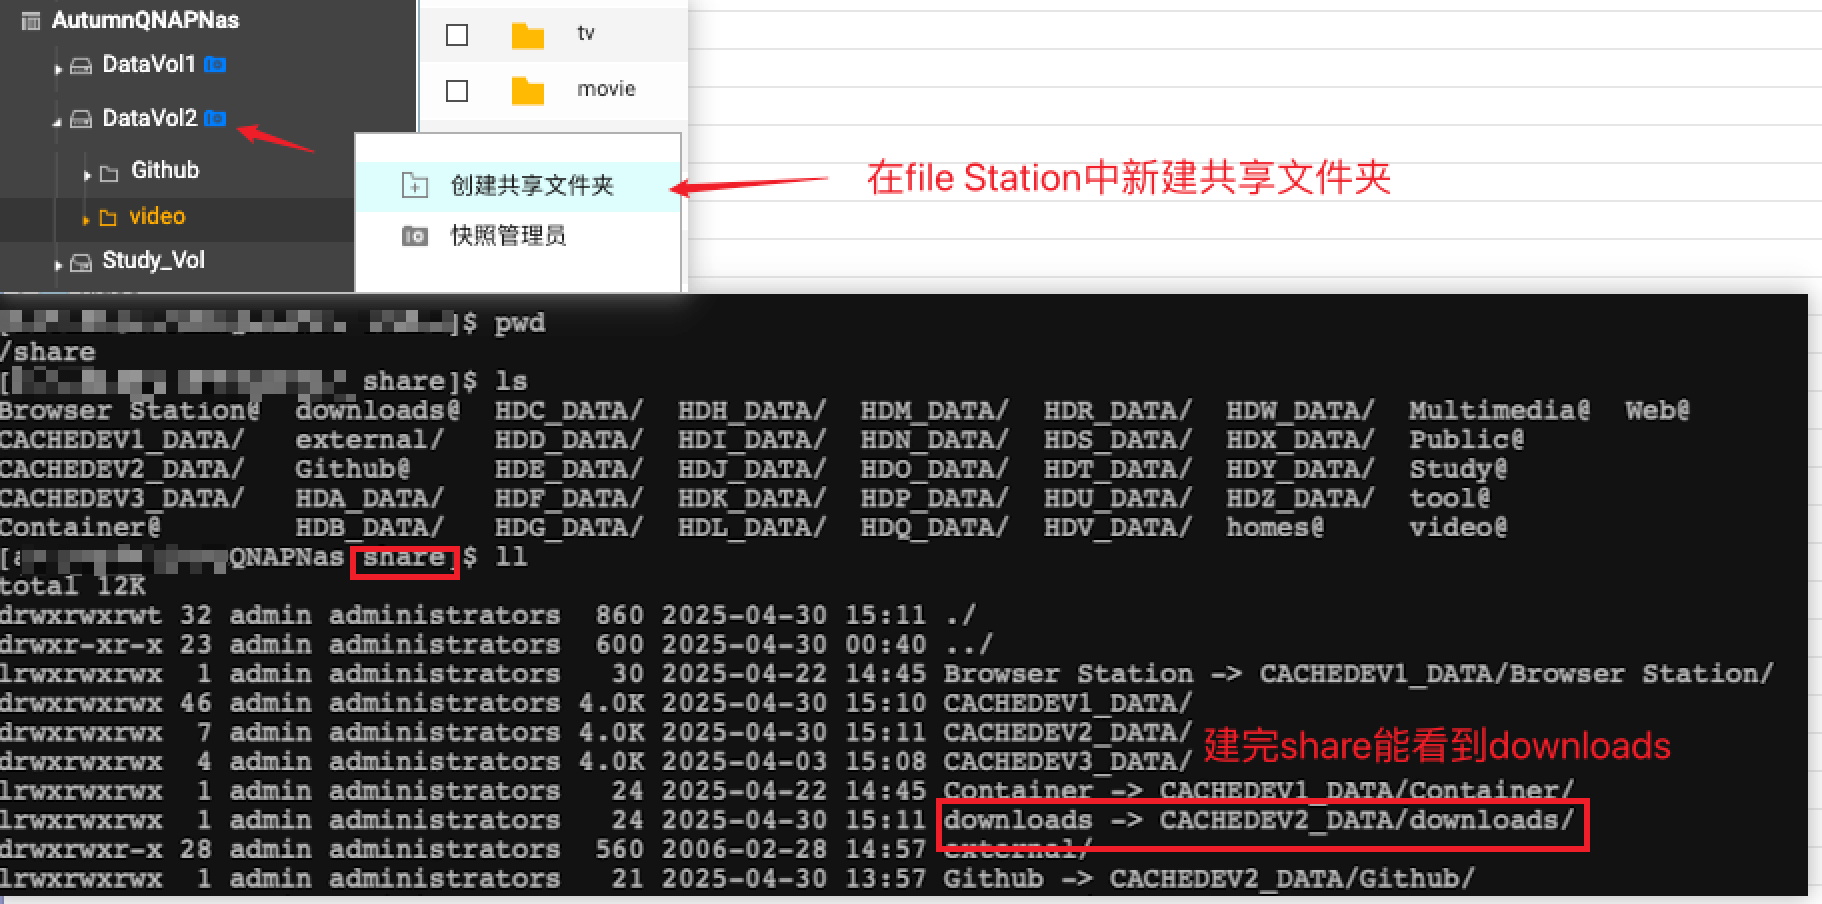 AutumnQNAPNas
DataVol1
DataVol2
Github
video
Study_Vol
tv
movie
创建共享文件夹
快照管理员
在file Station中新建共享文件夹
]$ pwd
/share
[ share]$ ls
Browser Station@ downloads@ HDC_DATA/ HDH_DATA/ HDM_DATA/ HDR_DATA/ HDW_DATA/ Multimedia@ Web@
CACHEDEV1_DATA/ external/ HDD_DATA/ HDI_DATA/ HDN_DATA/ HDS_DATA/ HDX_DATA/ Public@
CACHEDEV2_DATA/ Github@ HDE_DATA/ HDJ_DATA/ HDO_DATA/ HDT_DATA/ HDY_DATA/ Study@
CACHEDEV3_DATA/ HDA_DATA/ HDF_DATA/ HDK_DATA/ HDP_DATA/ HDU_DATA/ HDZ_DATA/ tool@
Container@ HDB_DATA/ HDG_DATA/ HDL_DATA/ HDQ_DATA/ HDV_DATA/ homes@ video@
[a QNAPNas share]$ ll
total 12K
drwxrwxrwt 32 admin administrators 860 2025-04-30 15:11 ./
drwxr-xr-x 23 admin administrators 600 2025-04-30 00:40 ../
lrwxrwxrwx 1 admin administrators 30 2025-04-22 14:45 Browser Station -> CACHEDEV1_DATA/Browser Station/
drwxrwxrwx 46 admin administrators 4.0K 2025-04-30 15:10 CACHEDEV1_DATA/
drwxrwxrwx 7 admin administrators 4.0K 2025-04-30 15:11 CACHEDEV2_DATA/
drwxrwxrwx 4 admin administrators 4.0K 2025-04-03 15:08 CACHEDEV3_DATA/
建完share能看到downloads
lrwxrwxrwx 1 admin administrators 24 2025-04-22 14:45 Container -> CACHEDEV1_DATA/Container/
lrwxrwxrwx 1 admin administrators 24 2025-04-30 15:11 downloads -> CACHEDEV2_DATA/downloads/
drwxrwxr-x 28 admin administrators 560 2006-02-28 14:57 external/
lrwxrwxrwx 1 admin administrators 21 2025-04-30 13:57 Github -> CACHEDEV2_DATA/Github/